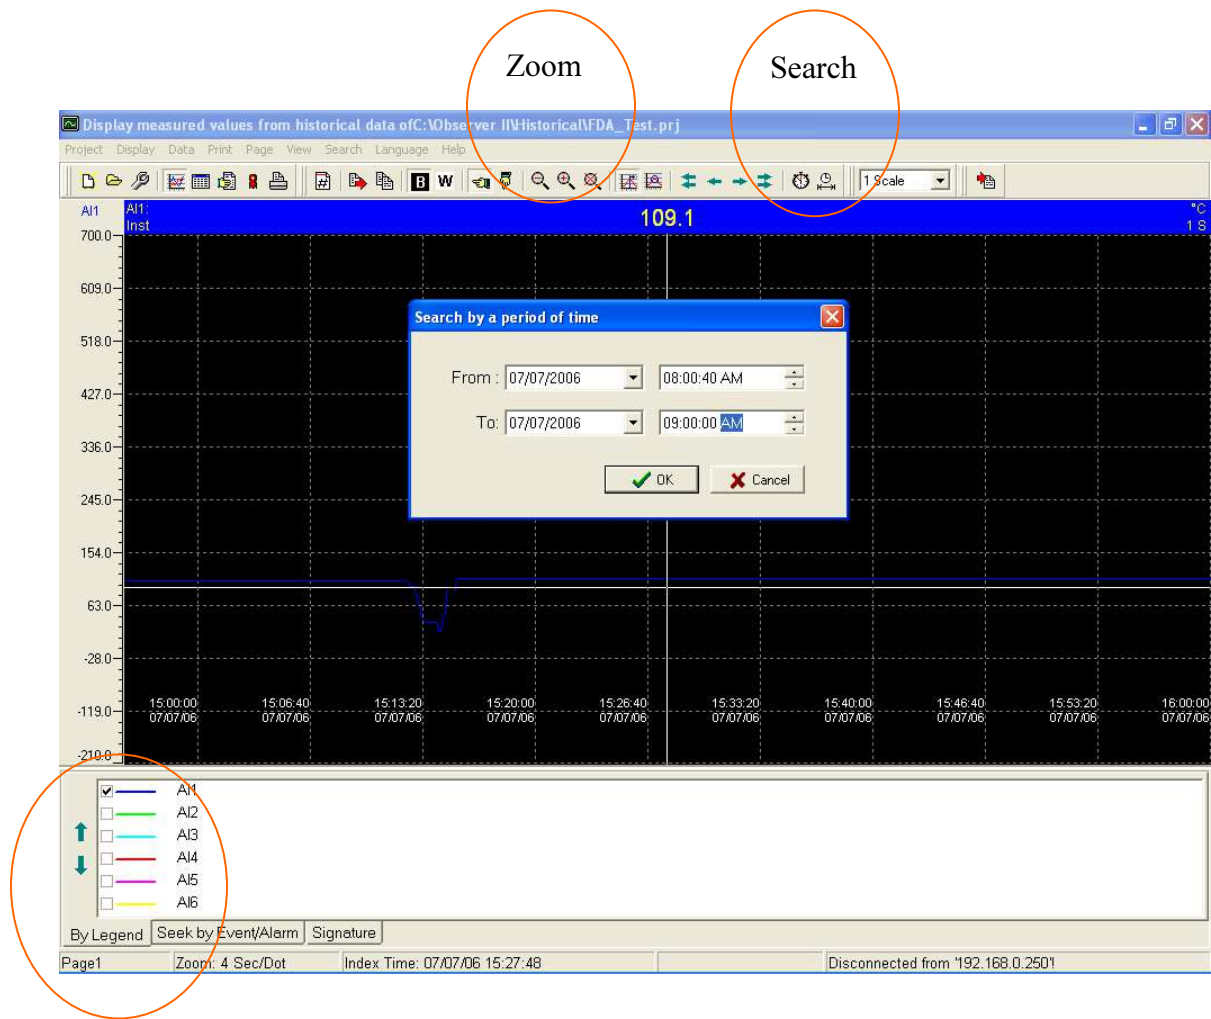 Zoom Search
Display measured values from historical data ofC:\Observer II\Historical\FDA_Test.prj
Project Display Data Print Page View Search Language Help
B W 1 Scale
AI1 AI1: 109.1 °C
Inst 1 S
700.0
609.0
518.0
427.0
336.0
245.0
154.0
63.0
-28.0
-119.0
-210.0
Search by a period of time
From : 07/07/2006 08:00:40 AM
To: 07/07/2006 09:00:00 AM
OK Cancel
15:00:00 15:06:40 15:13:20 15:20:00 15:26:40 15:33:20 15:40:00 15:46:40 15:53:20 16:00:00
07/07/06 07/07/06 07/07/06 07/07/06 07/07/06 07/07/06 07/07/06 07/07/06 07/07/06 07/07/06
AI1
AI2
AI3
AI4
AI5
AI6
By Legend Seek by Event/Alarm Signature
Page1 Zoom: 4 Sec/Dot Index Time: 07/07/06 15:27:48 Disconnected from '192.168.0.250'!